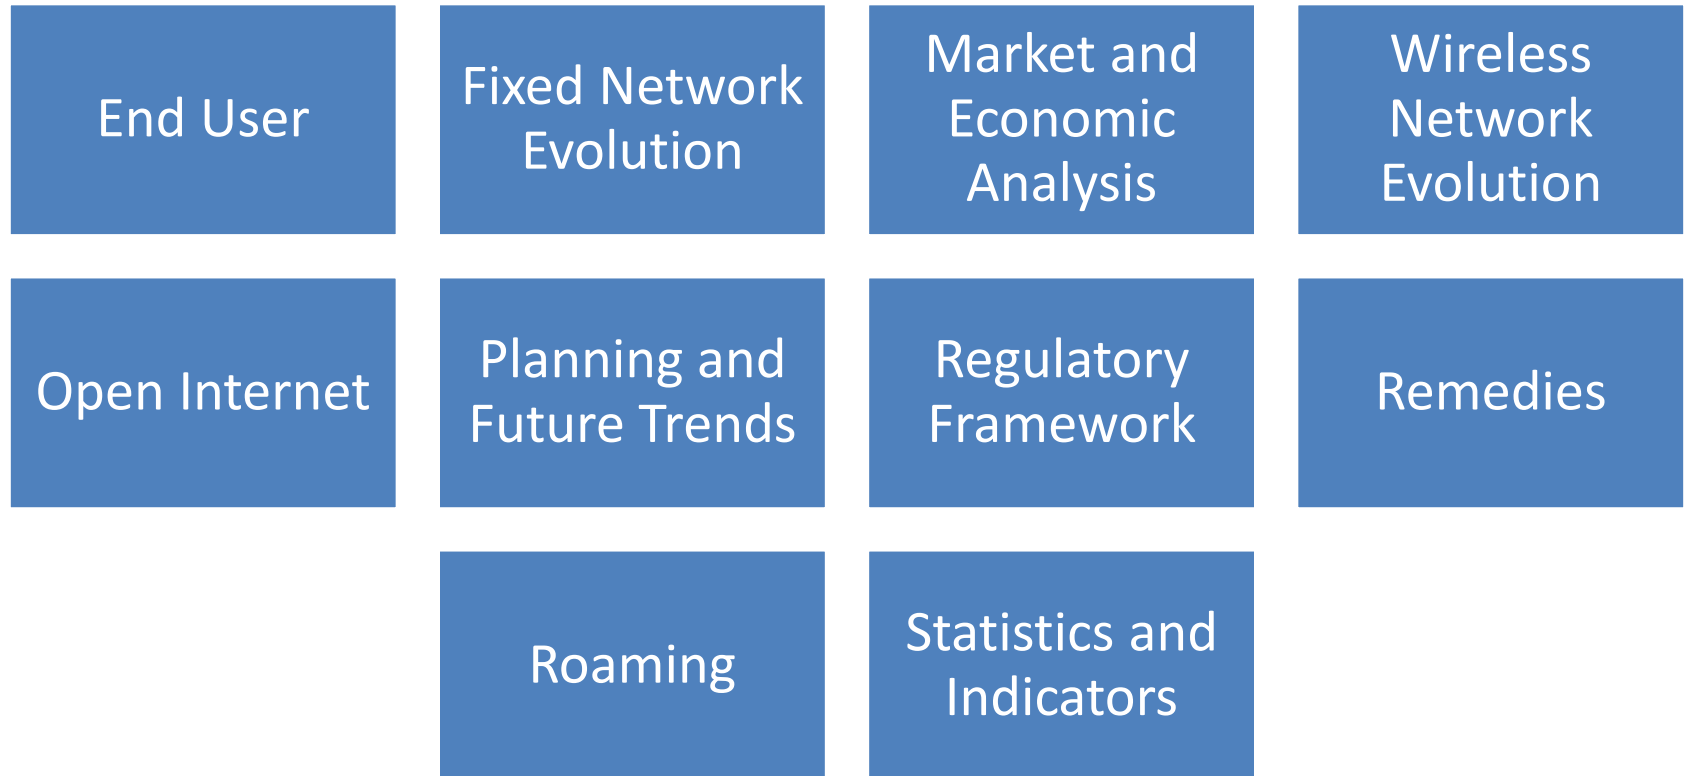 End User
Fixed Network
Evolution
Market and
Economic
Analysis
Wireless
Network
Evolution
Open Internet
Planning and
Future Trends
Regulatory
Framework
Remedies
Roaming
Statistics and
Indicators